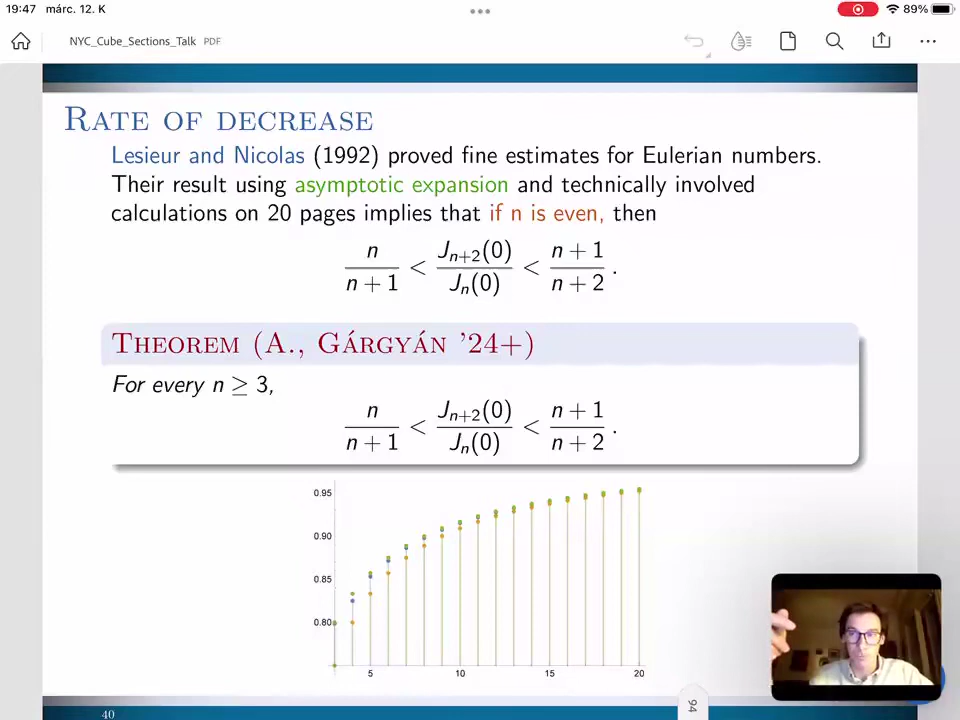 19:47 márc. 12. K
89%
NYC_Cube_Sections_Talk PDF
RATE OF DECREASE
Lesieur and Nicolas (1992) proved fine estimates for Eulerian numbers.
Their result using asymptotic expansion and technically involved
calculations on 20 pages implies that if n is even, then
n/(n + 1) < J_{n+2}(0)/J_n(0) < (n + 1)/(n + 2) .
THEOREM (A., GÁRGYÁN '24+)
For every n ≥ 3,
n/(n + 1) < J_{n+2}(0)/J_n(0) < (n + 1)/(n + 2) .
0.95
0.90
0.85
0.80
5 10 15 20
40
94